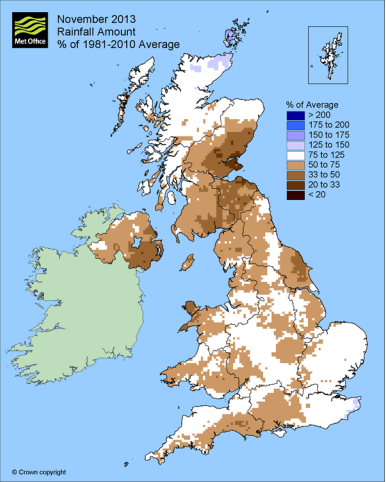 November 2013
Rainfall Amount
% of 1981-2010 Average
Met Office
% of Average
> 200
175 to 200
150 to 175
125 to 150
75 to 125
50 to 75
33 to 50
20 to 33
< 20
© Crown copyright